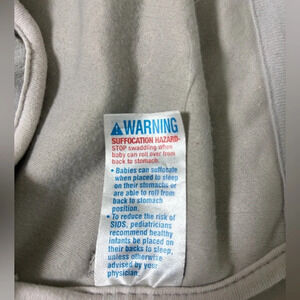 WARNING
SUFFOCATION HAZARD-
STOP swaddling when
baby can roll over from
back to stomach.
• Babies can suffocate
when placed to sleep
on their stomachs or
are able to roll from
back to stomach
position.
• To reduce the risk of
SIDS, pediatricians
recommend healthy
infants be placed on
their backs to sleep,
unless otherwise
advised by your
physician.